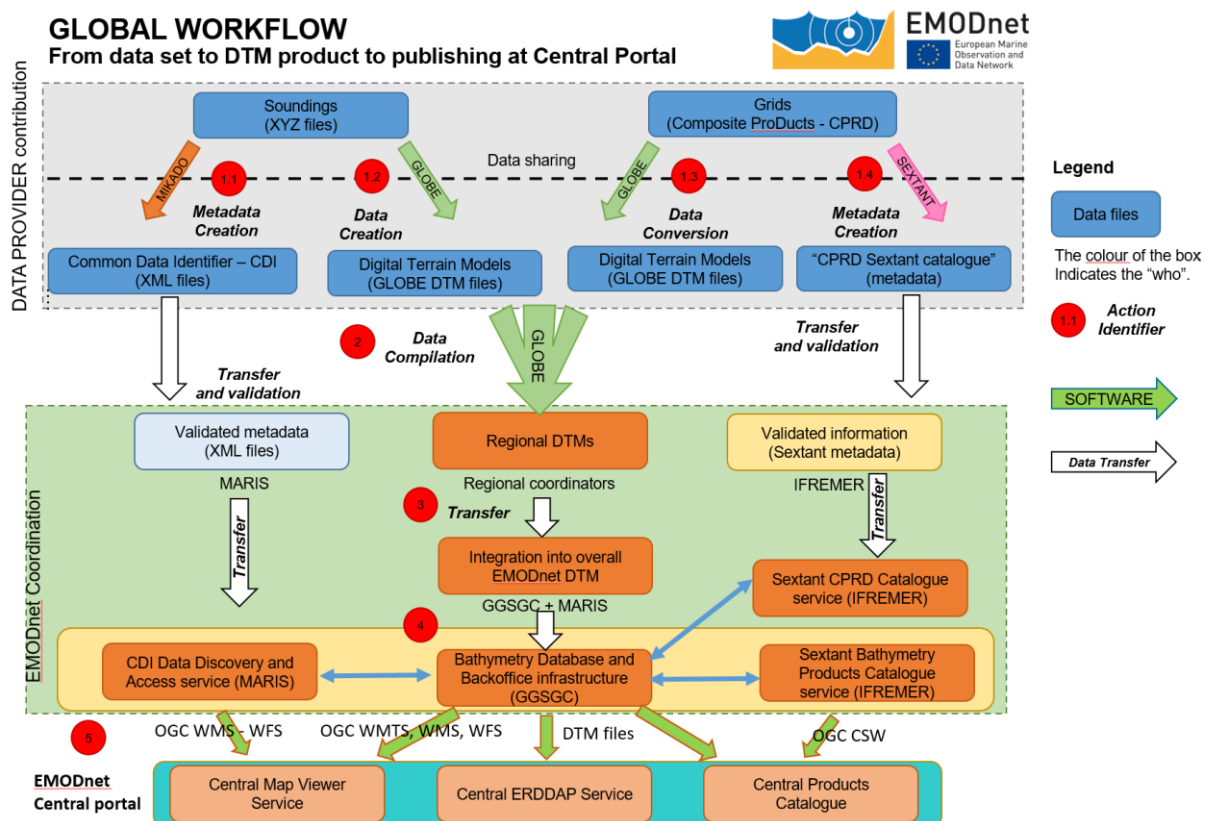 GLOBAL WORKFLOW
From data set to DTM product to publishing at Central Portal
EMODnet
European Marine
Observation and
Data Network
DATA PROVIDER contribution
Soundings
(XYZ files)
Grids
(Composite ProDucts - CPRD)
Data sharing
MIKADO
1.1
1.2
GLOBE
GLOBE
1.3
1.4
SEXTANT
Metadata
Creation
Data
Creation
Data
Conversion
Metadata
Creation
Common Data Identifier – CDI
(XML files)
Digital Terrain Models
(GLOBE DTM files)
Digital Terrain Models
(GLOBE DTM files)
“CPRD Sextant catalogue”
(metadata)
Legend
Data files
The colour of the box
Indicates the “who”.
1.1
Action
Identifier
SOFTWARE
Data Transfer
2
Data
Compilation
GLOBE
Transfer
and validation
Transfer
and validation
EMODnet Coordination
Validated metadata
(XML files)
Regional DTMs
Validated information
(Sextant metadata)
MARIS
Regional coordinators
IFREMER
Transfer
3
Transfer
Transfer
Integration into overall
EMODnet DTM
Sextant CPRD Catalogue
service (IFREMER)
GGSGC + MARIS
4
CDI Data Discovery and
Access service (MARIS)
Bathymetry Database and
Backoffice infrastructure
(GGSGC)
Sextant Bathymetry
Products Catalogue
service (IFREMER)
5
OGC WMS - WFS
OGC WMTS, WMS, WFS
DTM files
OGC CSW
EMODnet
Central portal
Central Map Viewer
Service
Central ERDDAP Service
Central Products
Catalogue